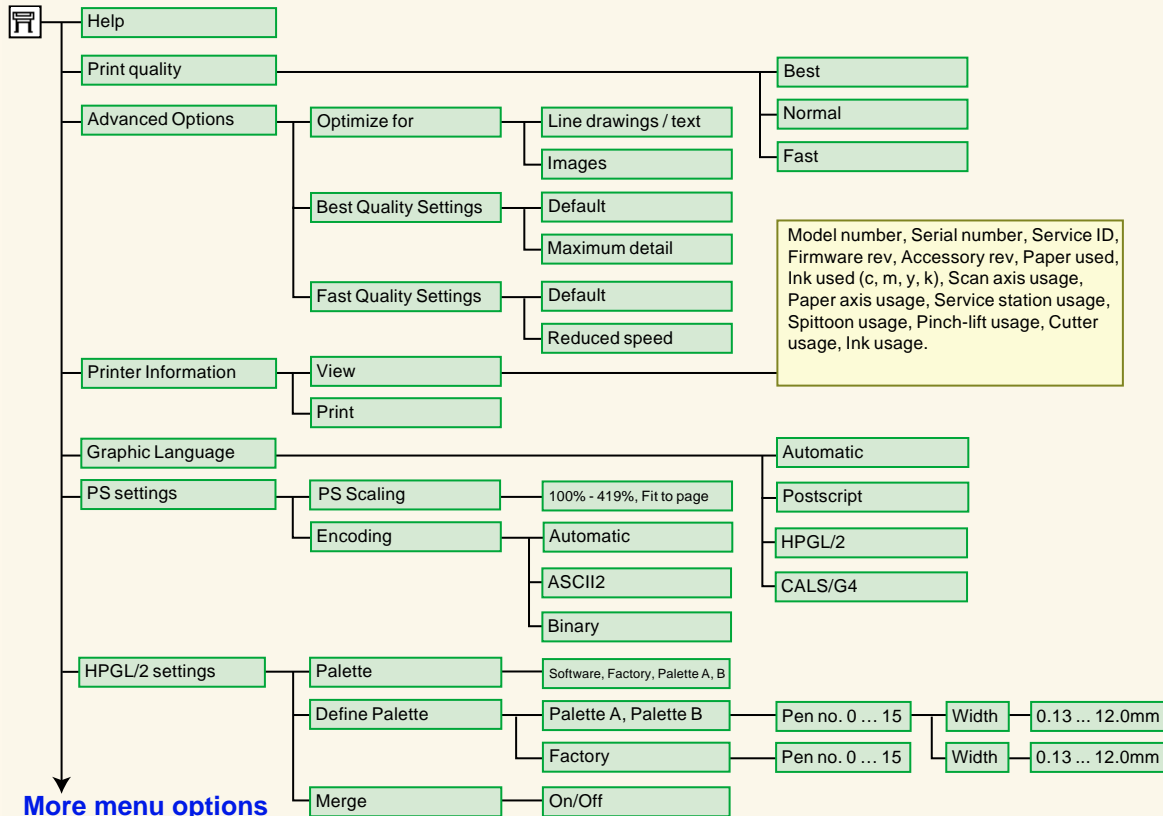 Help
Print quality
Best
Normal
Fast
Advanced Options
Optimize for
Line drawings / text
Images
Best Quality Settings
Default
Maximum detail
Fast Quality Settings
Default
Reduced speed
Model number, Serial number, Service ID,
Firmware rev, Accessory rev, Paper used,
Ink used (c, m, y, k), Scan axis usage,
Paper axis usage, Service station usage,
Spittoon usage, Pinch-lift usage, Cutter
usage, Ink usage.
Printer Information
View
Print
Graphic Language
Automatic
Postscript
HPGL/2
CALS/G4
PS settings
PS Scaling
100% - 419%, Fit to page
Encoding
Automatic
ASCII2
Binary
HPGL/2 settings
Palette
Software, Factory, Palette A, B
Define Palette
Palette A, Palette B
Pen no. 0 … 15
Width
0.13 ... 12.0mm
Factory
Pen no. 0 … 15
Width
0.13 ... 12.0mm
Merge
On/Off
More menu options